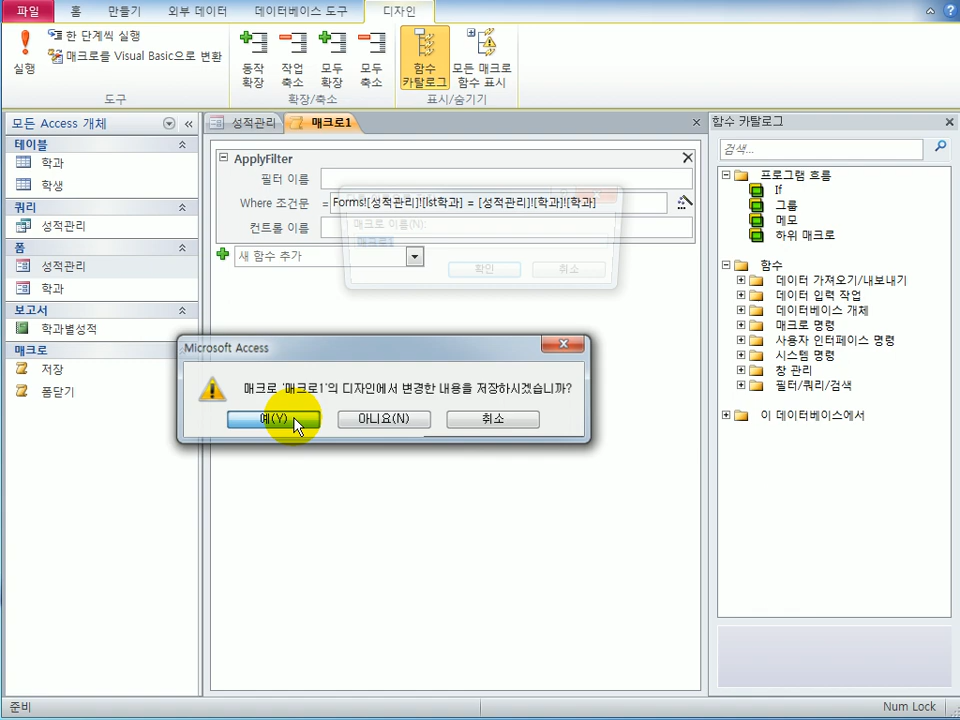 파일 홈 만들기 외부 데이터 데이터베이스 도구 디자인
실행
한 단계씩 실행
매크로를 Visual Basic으로 변환
도구
동작 확장
작업 축소
모두 확장
모두 축소
확장/축소
함수 카탈로그
모든 매크로 함수 표시
표시/숨기기
모든 Access 개체
테이블
학과
학생
쿼리
성적관리
폼
성적관리
학과
보고서
학과별성적
매크로
저장
폼닫기
성적관리 매크로1
ApplyFilter
필터 이름
Where 조건문 = Forms![성적관리]![lst학과] = [성적관리]![학과]![학과]
컨트롤 이름
새 함수 추가
매크로 이름(N):
매크로1
확인 취소
Microsoft Access
매크로 '매크로1'의 디자인에서 변경한 내용을 저장하시겠습니까?
예(Y) 아니요(N) 취소
함수 카탈로그
검색...
프로그램 흐름
If
그룹
메모
하위 매크로
함수
데이터 가져오기/내보내기
데이터 입력 작업
데이터베이스 개체
매크로 명령
사용자 인터페이스 명령
시스템 명령
창 관리
필터/쿼리/검색
이 데이터베이스에서
준비
Num Lock